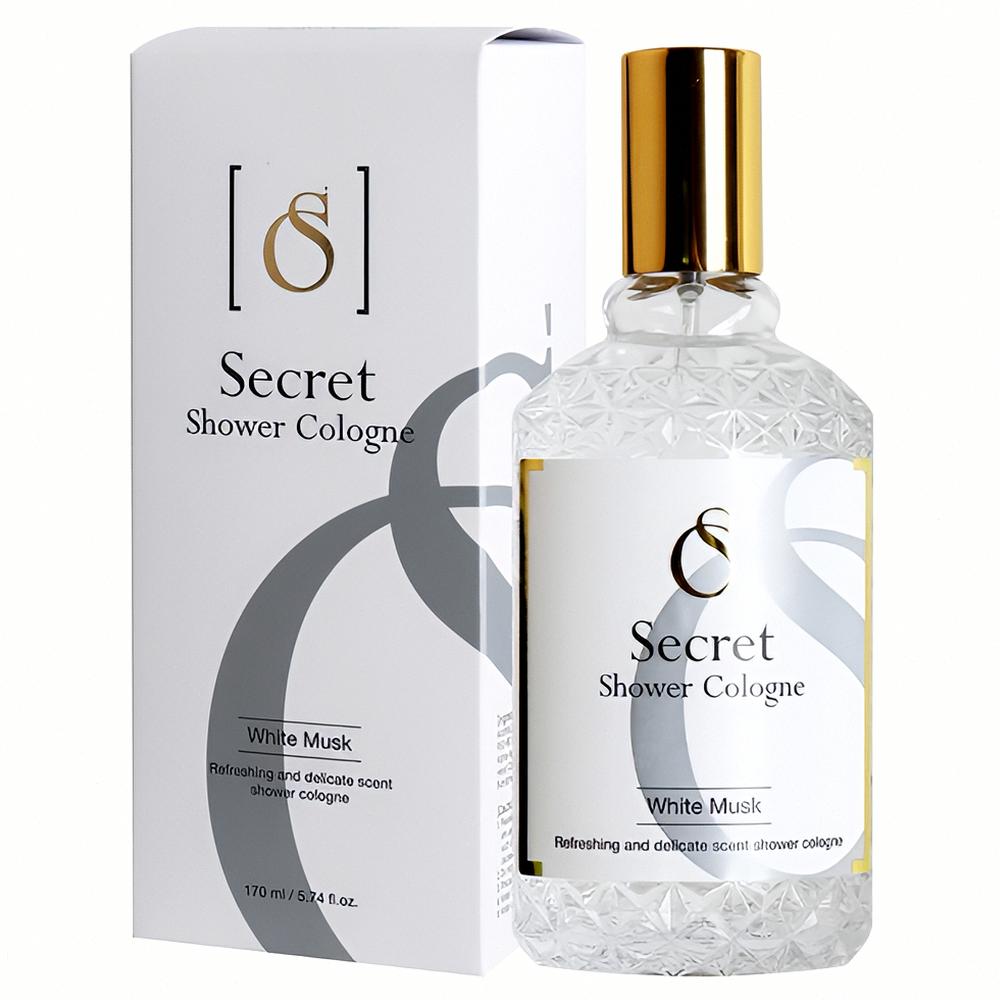 Secret
Shower Cologne
White Musk
Refreshing and delicate scent
shower cologne
170 ml / 5.74 fl.oz.
Secret
Shower Cologne
White Musk
Refreshing and delicate scent shower cologne